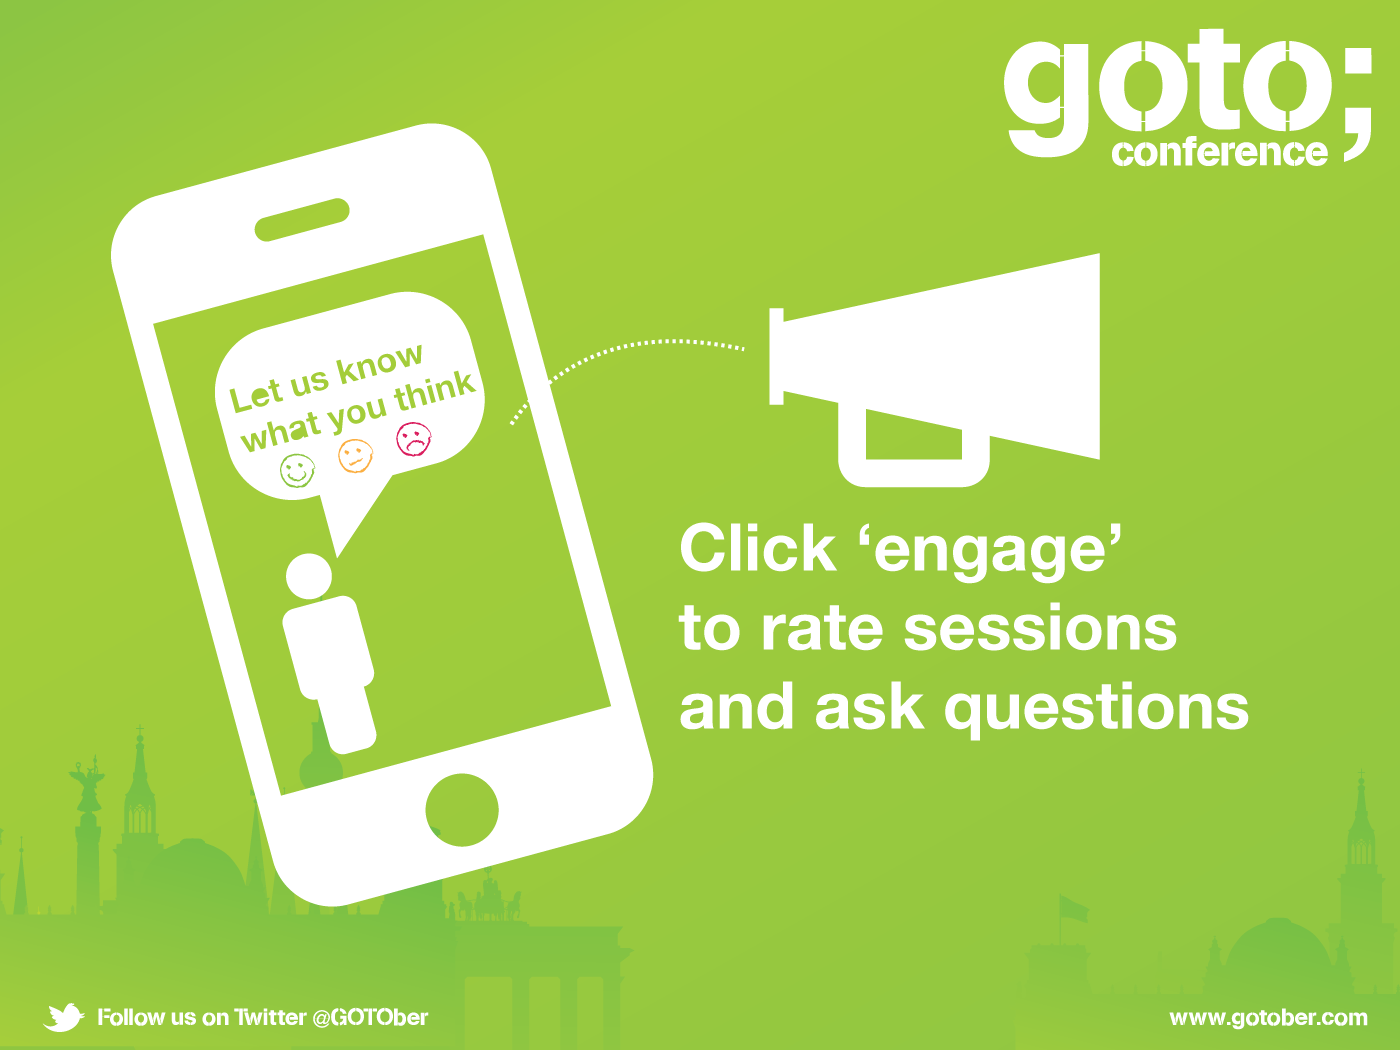 goto;
conference
Let us know
what you think
Click ‘engage’
to rate sessions
and ask questions
Follow us on Twitter @GOTOber
www.gotober.com